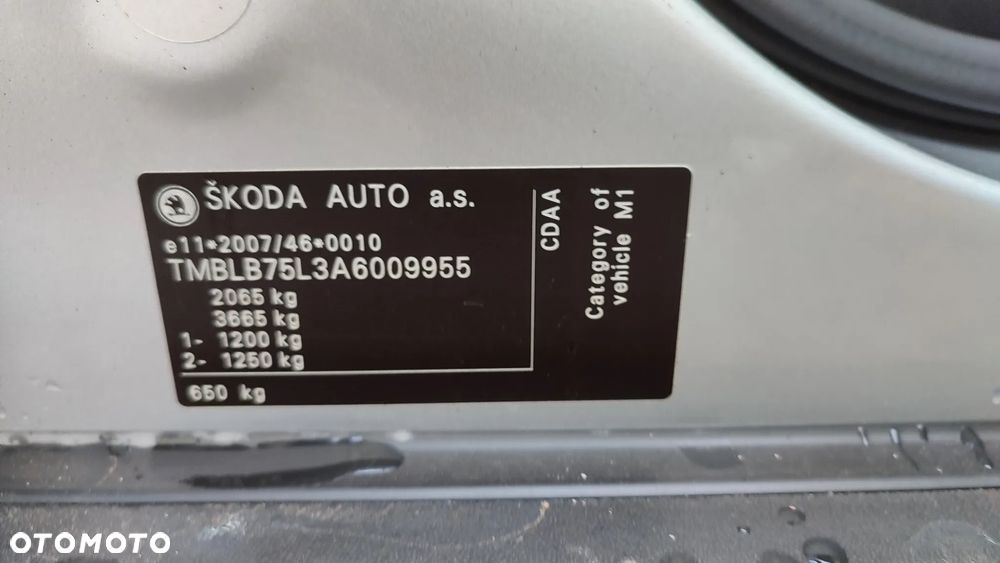 ŠKODA AUTO a.s.
e11*2007/46*0010
TMBLB75L3A6009955
2065 kg
3665 kg
1- 1200 kg
2- 1250 kg
650 kg
CDAA
Category of
vehicle M1
OTOMOTO